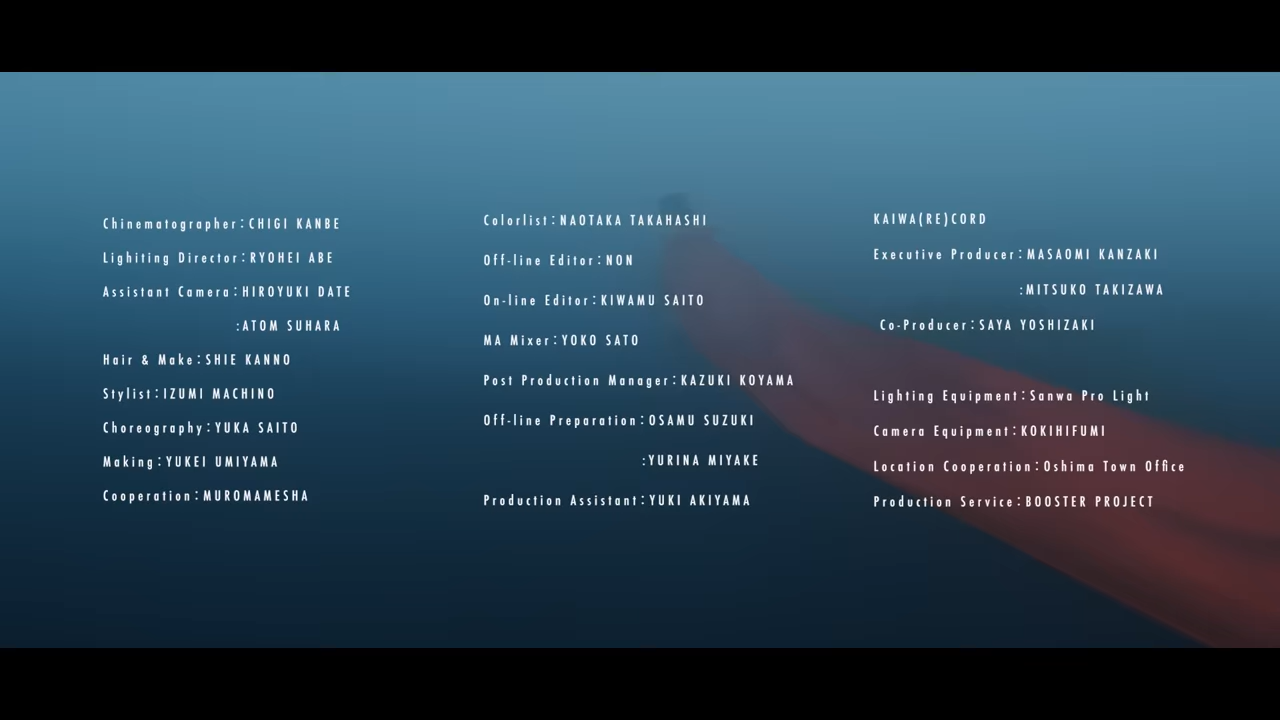 Chinematographer:CHIGI KANBE
Lighiting Director:RYOHEI ABE
Assistant Camera:HIROYUKI DATE
:ATOM SUHARA
Hair & Make:SHIE KANNO
Stylist:IZUMI MACHINO
Choreography:YUKA SAITO
Making:YUKEI UMIYAMA
Cooperation:MUROMAMESHA
Colorlist:NAOTAKA TAKAHASHI
Off-line Editor:NON
On-line Editor:KIWAMU SAITO
MA Mixer:YOKO SATO
Post Production Manager:KAZUKI KOYAMA
Off-line Preparation:OSAMU SUZUKI
:YURINA MIYAKE
Production Assistant:YUKI AKIYAMA
KAIWA(RE)CORD
Executive Producer:MASAOMI KANZAKI
:MITSUKO TAKIZAWA
Co-Producer:SAYA YOSHIZAKI
Lighting Equipment:Sanwa Pro Light
Camera Equipment:KOKIHIFUMI
Location Cooperation:Oshima Town Office
Production Service:BOOSTER PROJECT